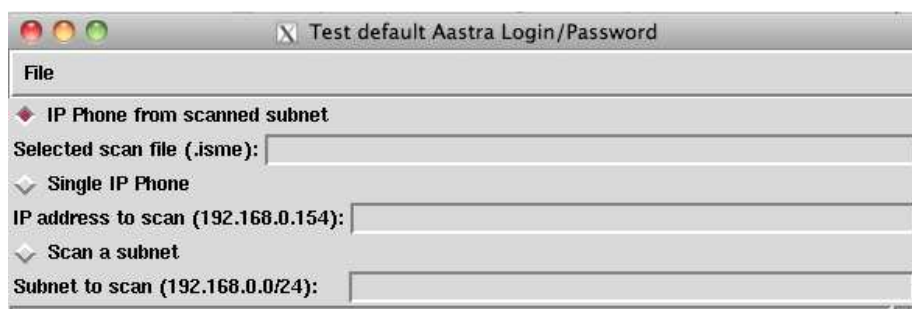 Test default Aastra Login/Password
File
IP Phone from scanned subnet
Selected scan file (.isme):
Single IP Phone
IP address to scan (192.168.0.154):
Scan a subnet
Subnet to scan (192.168.0.0/24):